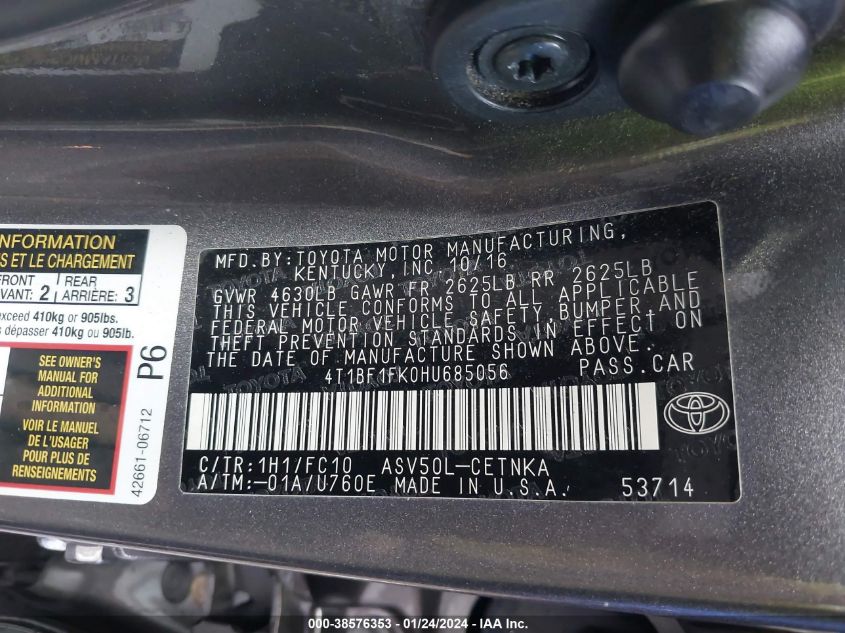 INFORMATION
S ET LE CHARGEMENT
FRONT
REAR
VANT: 2
ARRIÈRE: 3
exceed 410kg or 905lbs.
s dépasser 410kg ou 905lb.
SEE OWNER'S
MANUAL FOR
ADDITIONAL
INFORMATION
VOIR LE MANUEL
DE L'USAGER
POUR PLUS DE
RENSEIGNEMENTS
P6
42661-06712
MFD.BY:TOYOTA MOTOR MANUFACTURING,
KENTUCKY, INC. 10/16
GVWR 4630LB GAWR FR 2625LB RR 2625LB
THIS VEHICLE CONFORMS TO ALL APPLICABLE
FEDERAL MOTOR VEHICLE SAFETY, BUMPER, AND
THEFT PREVENTION STANDARDS IN EFFECT ON
THE DATE OF MANUFACTURE SHOWN ABOVE.
4T1BF1FK0HU685056 PASS.CAR
C/TR:1H1/FC10 ASV50L-CETNKA
A/TM:-01A/U760E MADE IN U.S.A. 53714
000-38576353 - 01/24/2024 - IAAI.com